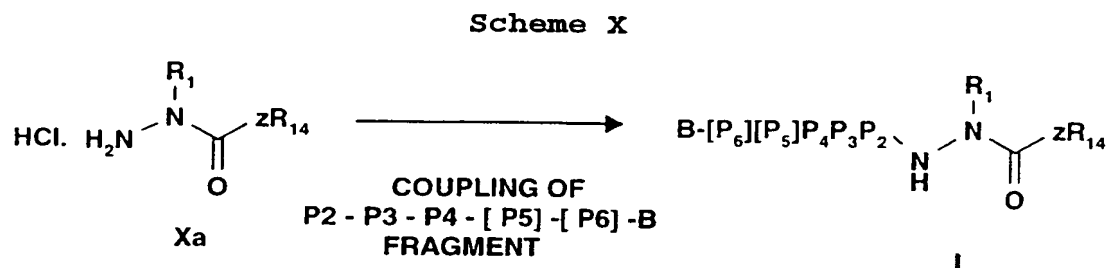 Scheme X
HCl. H2N N R1 O zR14
Xa
COUPLING OF
P2 - P3 - P4 - [ P5] -[ P6] -B
FRAGMENT
B-[P6][P5]P4P3P2 N H N R1 O zR14
I